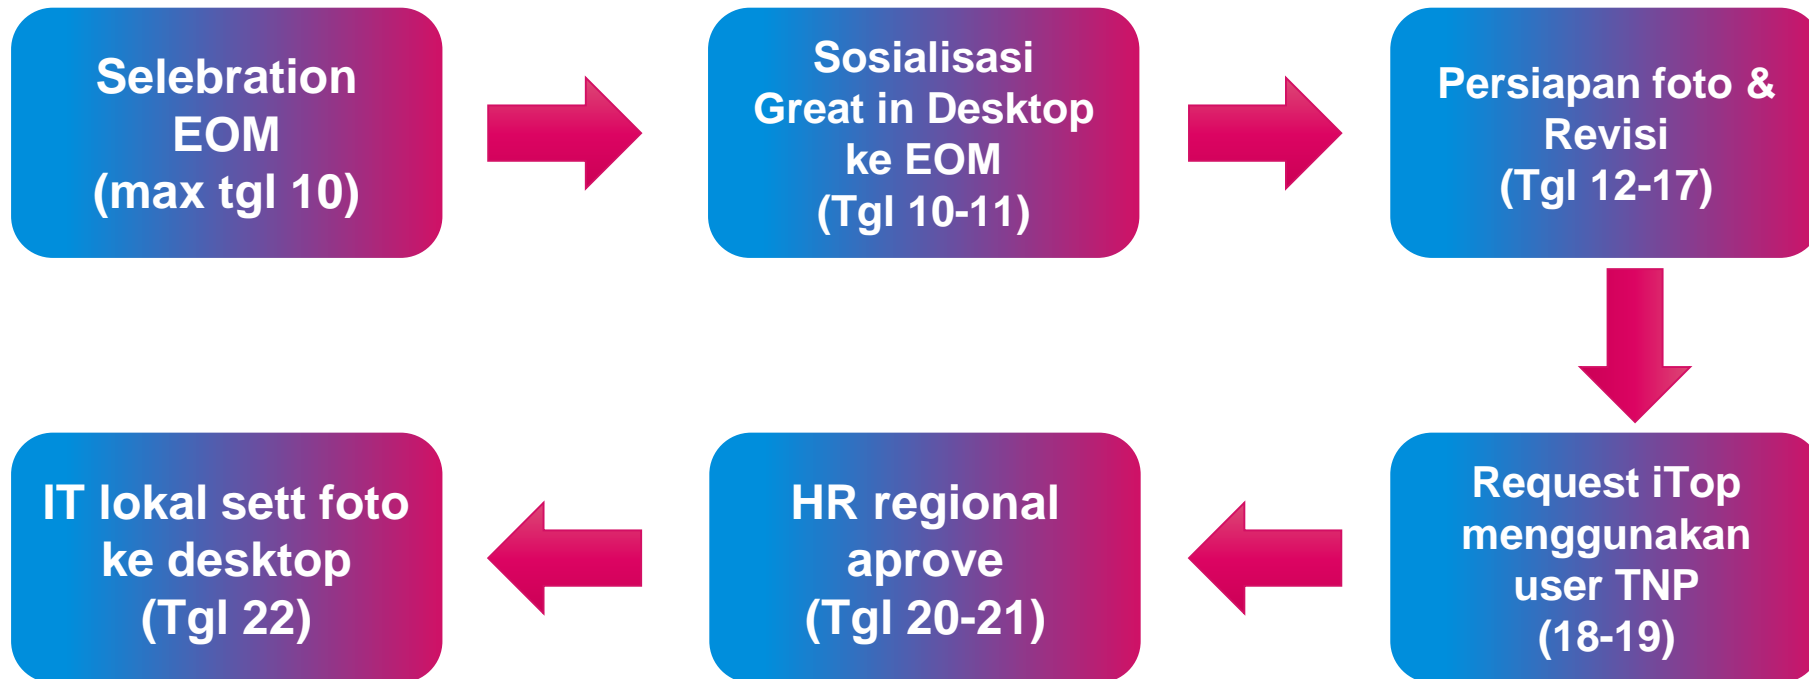 Selebration
EOM
(max tgl 10)
Sosialisasi
Great in Desktop
ke EOM
(Tgl 10-11)
Persiapan foto &
Revisi
(Tgl 12-17)
Request iTop
menggunakan
user TNP
(18-19)
HR regional
aprove
(Tgl 20-21)
IT lokal sett foto
ke desktop
(Tgl 22)